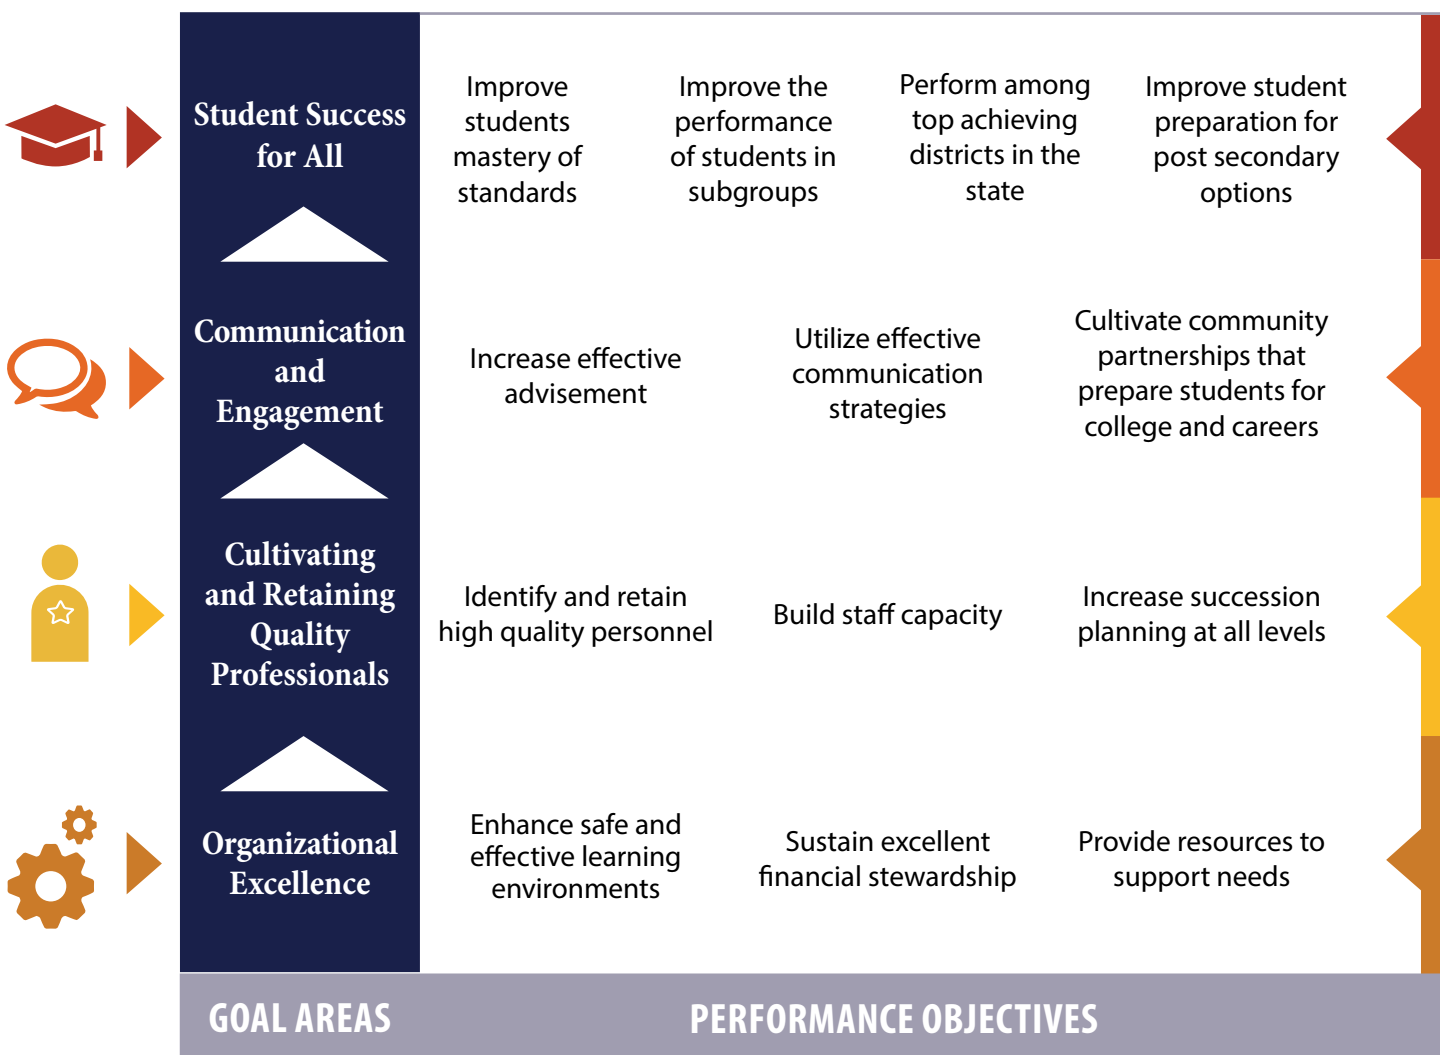 Student Success
for All
Improve
students
mastery of
standards
Improve the
performance
of students in
subgroups
Perform among
top achieving
districts in the
state
Improve student
preparation for
post secondary
options
Communication
and
Engagement
Increase effective
advisement
Utilize effective
communication
strategies
Cultivate community
partnerships that
prepare students for
college and careers
Cultivating
and Retaining
Quality
Professionals
Identify and retain
high quality personnel
Build staff capacity
Increase succession
planning at all levels
Organizational
Excellence
Enhance safe and
effective learning
environments
Sustain excellent
financial stewardship
Provide resources to
support needs
GOAL AREAS
PERFORMANCE OBJECTIVES